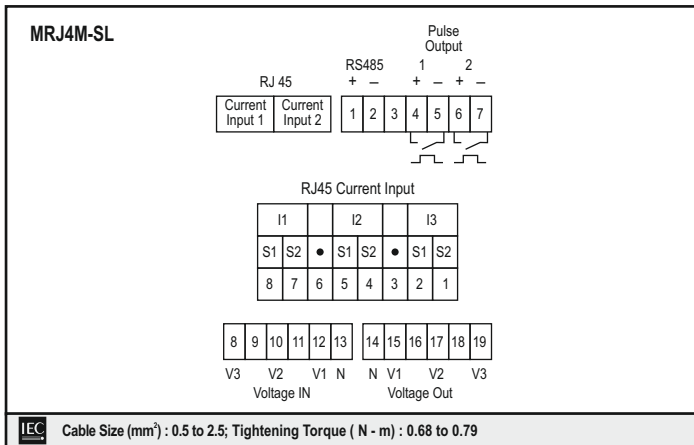 MRJ4M-SL
Pulse
Output
RS485 1 2
RJ 45 + – + – + –
Current Input 1 Current Input 2 1 2 3 4 5 6 7
RJ45 Current Input
I1 I2 I3
S1 S2 • S1 S2 • S1 S2
8 7 6 5 4 3 2 1
8 9 10 11 12 13 14 15 16 17 18 19
V3 V2 V1 N N V1 V2 V3
Voltage IN Voltage Out
IEC Cable Size (mm²) : 0.5 to 2.5; Tightening Torque ( N - m) : 0.68 to 0.79